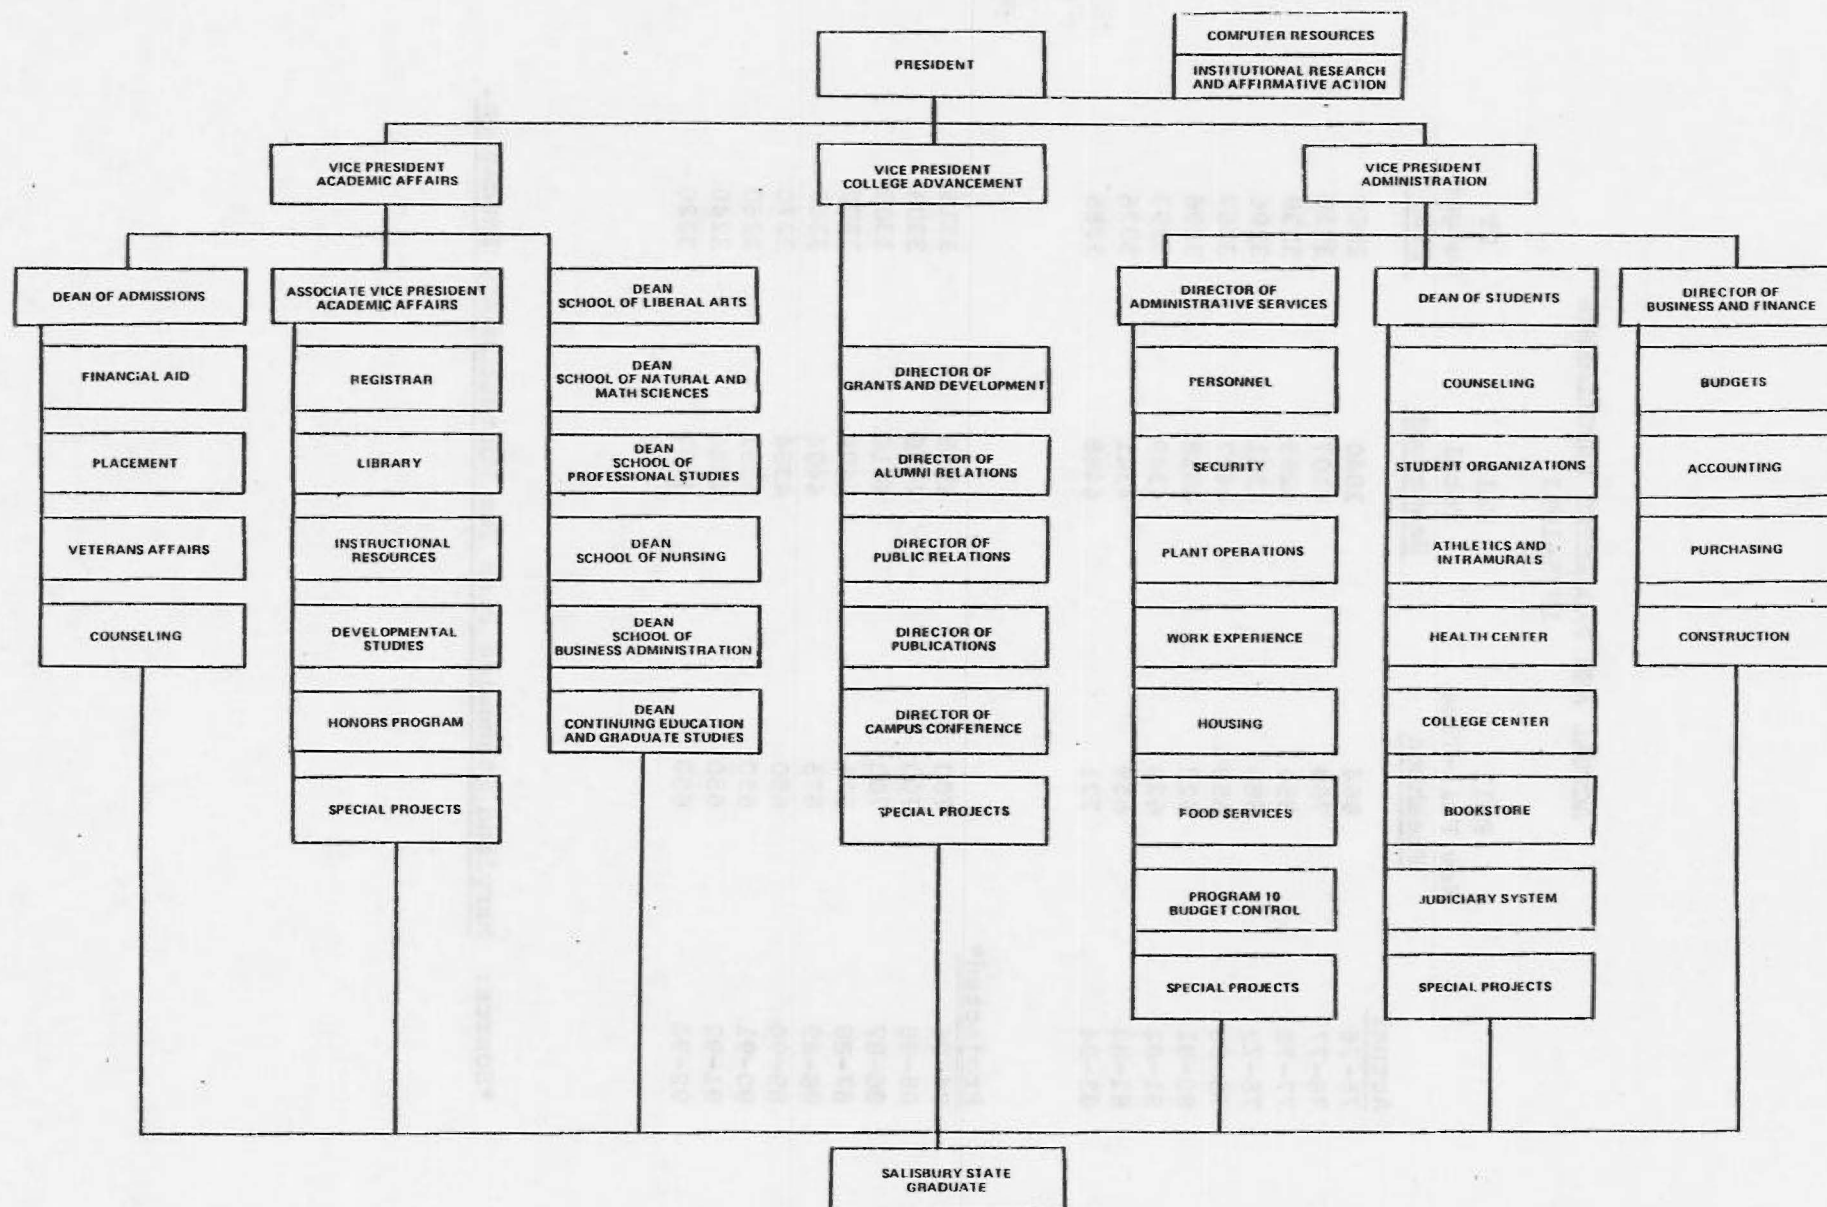 PRESIDENT
COMPUTER RESOURCES
INSTITUTIONAL RESEARCH
AND AFFIRMATIVE ACTION
VICE PRESIDENT
ACADEMIC AFFAIRS
VICE PRESIDENT
COLLEGE ADVANCEMENT
VICE PRESIDENT
ADMINISTRATION
DEAN OF ADMISSIONS
FINANCIAL AID
PLACEMENT
VETERANS AFFAIRS
COUNSELING
ASSOCIATE VICE PRESIDENT
ACADEMIC AFFAIRS
REGISTRAR
LIBRARY
INSTRUCTIONAL
RESOURCES
DEVELOPMENTAL
STUDIES
HONORS PROGRAM
SPECIAL PROJECTS
DEAN
SCHOOL OF LIBERAL ARTS
DEAN
SCHOOL OF NATURAL AND
MATH SCIENCES
DEAN
SCHOOL OF
PROFESSIONAL STUDIES
DEAN
SCHOOL OF NURSING
DEAN
SCHOOL OF
BUSINESS ADMINISTRATION
DEAN
CONTINUING EDUCATION
AND GRADUATE STUDIES
DIRECTOR OF
GRANTS AND DEVELOPMENT
DIRECTOR OF
ALUMNI RELATIONS
DIRECTOR OF
PUBLIC RELATIONS
DIRECTOR OF
PUBLICATIONS
DIRECTOR OF
CAMPUS CONFERENCE
SPECIAL PROJECTS
DIRECTOR OF
ADMINISTRATIVE SERVICES
PERSONNEL
SECURITY
PLANT OPERATIONS
WORK EXPERIENCE
HOUSING
FOOD SERVICES
PROGRAM 10
BUDGET CONTROL
SPECIAL PROJECTS
DEAN OF STUDENTS
COUNSELING
STUDENT ORGANIZATIONS
ATHLETICS AND
INTRAMURALS
HEALTH CENTER
COLLEGE CENTER
BOOKSTORE
JUDICIARY SYSTEM
SPECIAL PROJECTS
DIRECTOR OF
BUSINESS AND FINANCE
BUDGETS
ACCOUNTING
PURCHASING
CONSTRUCTION
SALISBURY STATE
GRADUATE